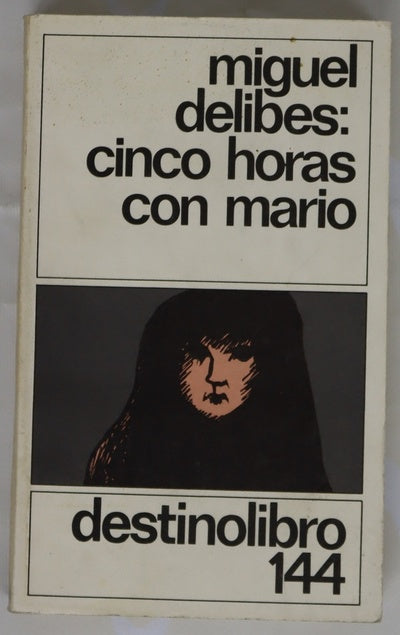 miguel
delibes:
cinco horas
con mario
destinolibro
144